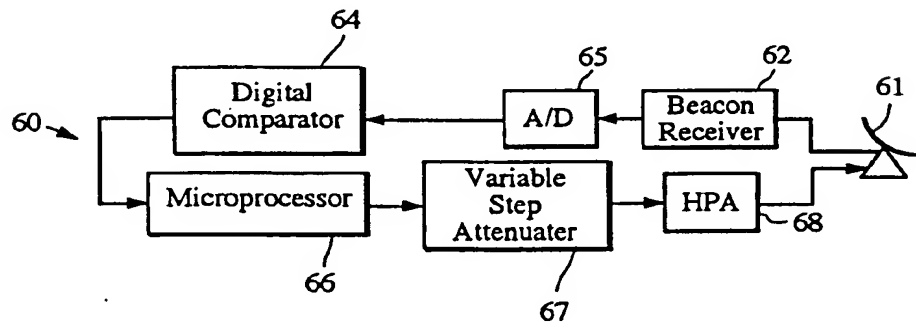 64
65
62
61
60
Digital
Comparator
A/D
Beacon
Receiver
Microprocessor
Variable
Step
Attenuater
HPA
68
66
67